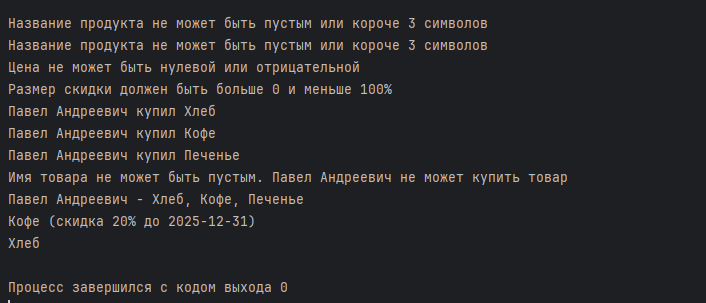 Название продукта не может быть пустым или короче 3 символов
Название продукта не может быть пустым или короче 3 символов
Цена не может быть нулевой или отрицательной
Размер скидки должен быть больше 0 и меньше 100%
Павел Андреевич купил Хлеб
Павел Андреевич купил Кофе
Павел Андреевич купил Печенье
Имя товара не может быть пустым. Павел Андреевич не может купить товар
Павел Андреевич - Хлеб, Кофе, Печенье
Кофе (скидка 20% до 2025-12-31)
Хлеб
Процесс завершился с кодом выхода 0